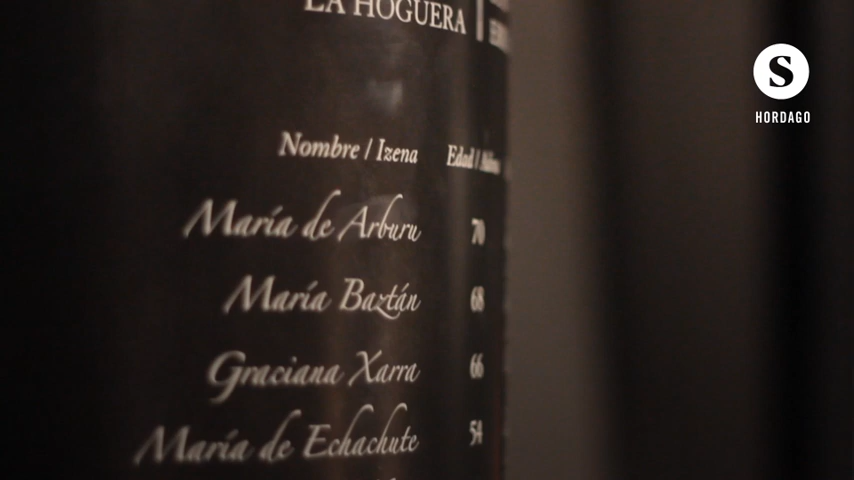 LA HOGUERA
S
HORDAGO
Nombre / Izena Edad /
María de Arburu 70
María Baztán 68
Graciana Xarra 66
María de Echachute 54